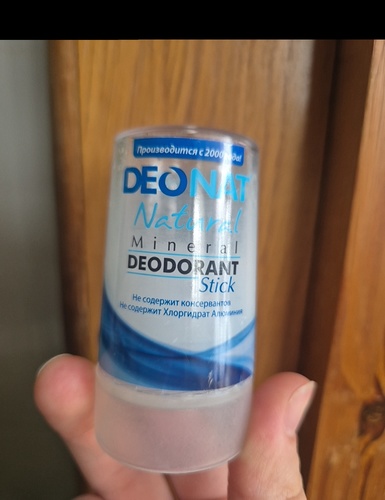 Производится с 2000 года!
DEONAT
Natural
Mineral
DEODORANT
Stick
Не содержит консервантов
Не содержит Хлоргидрат Алюминия